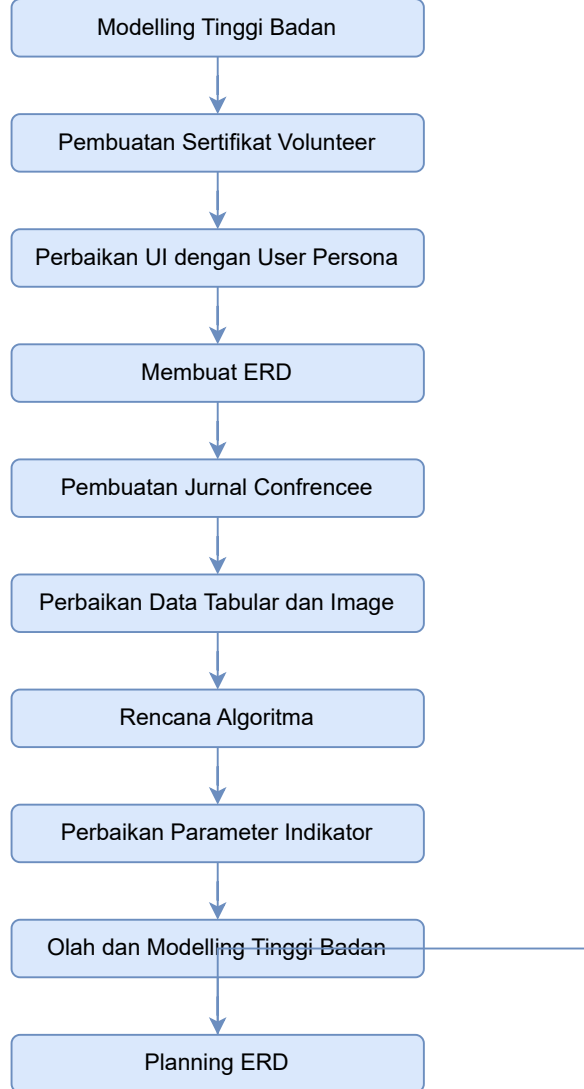 Modelling Tinggi Badan
Pembuatan Sertifikat Volunteer
Perbaikan UI dengan User Persona
Membuat ERD
Pembuatan Jurnal Confrencee
Perbaikan Data Tabular dan Image
Rencana Algoritma
Perbaikan Parameter Indikator
Olah dan Modelling Tinggi Badan
Planning ERD